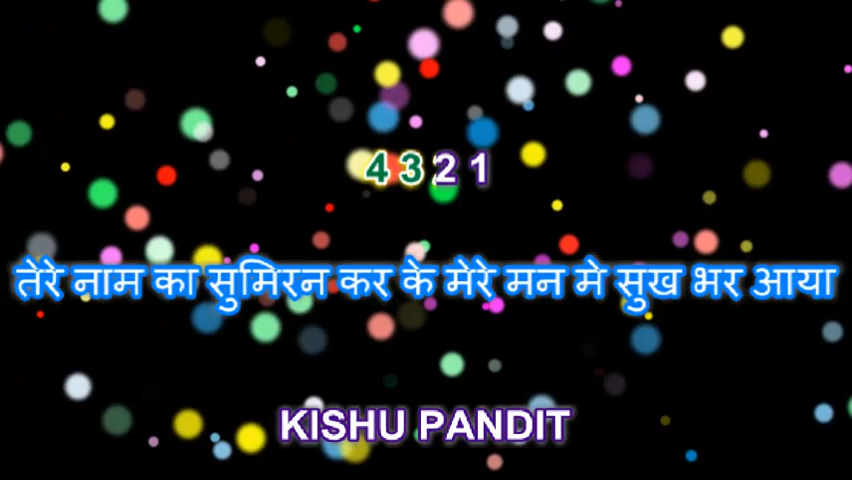 4 3 2 1
तेरे नाम का सुमिरन कर के मेरे मन मे सुख भर आया
KISHU PANDIT